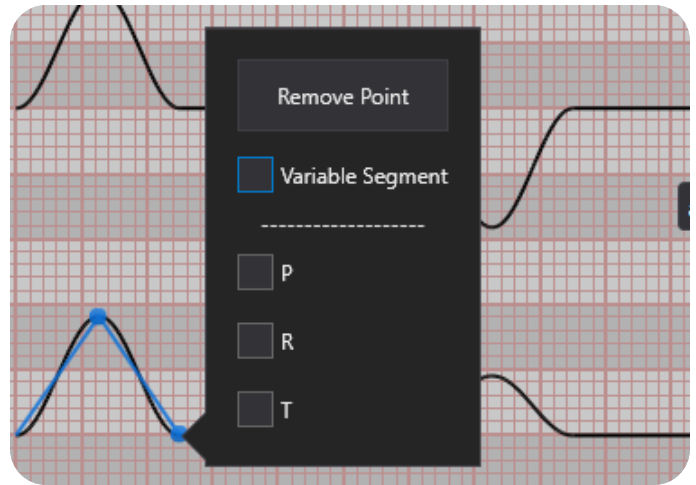 Remove Point
Variable Segment
-------------------
P
R
T